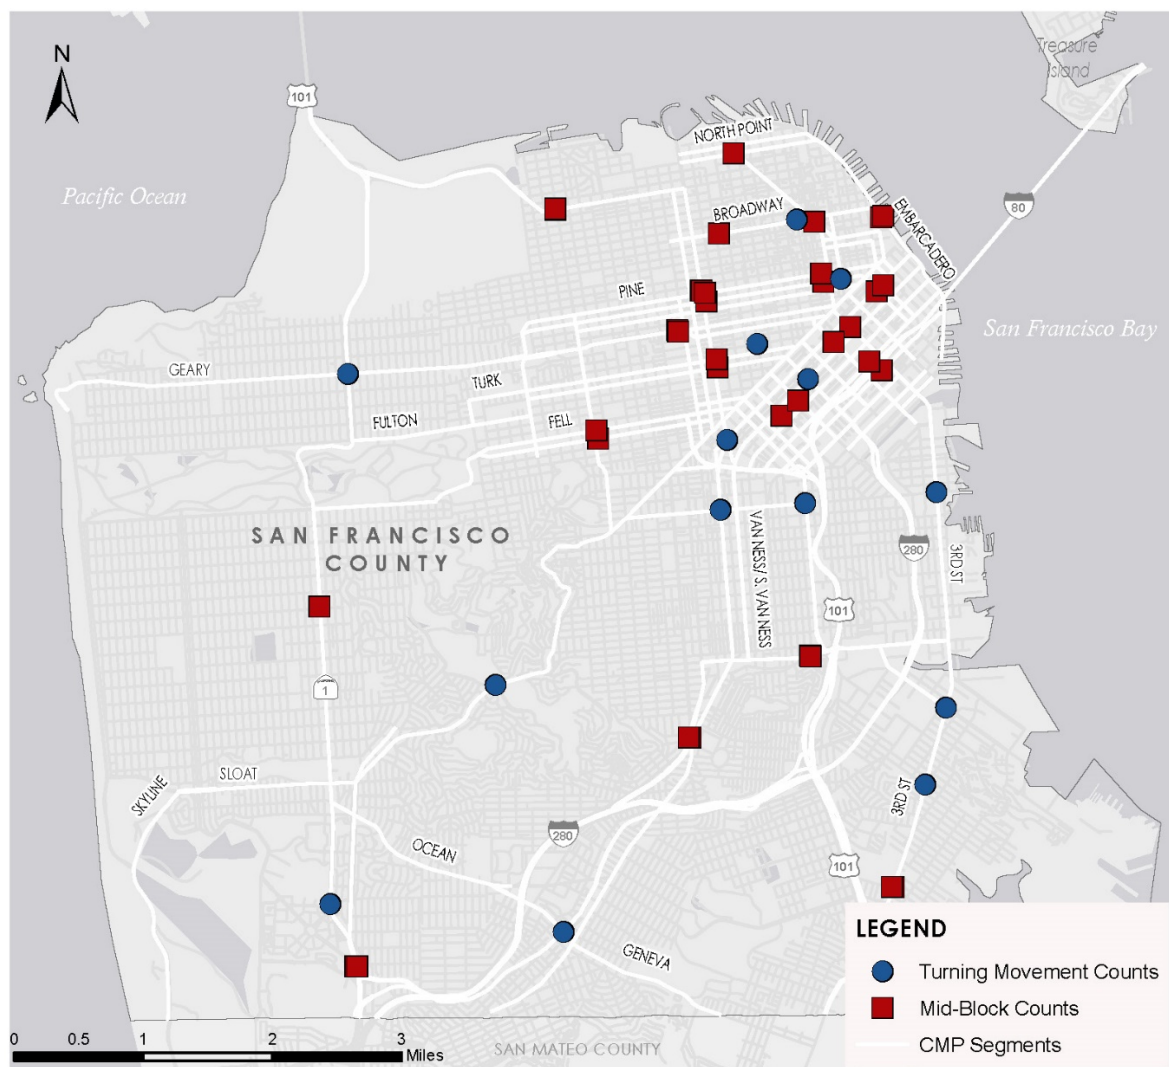 N
Treasure
Island
101
NORTH POINT
Pacific Ocean
80
BROADWAY
EMBARCADERO
PINE
San Francisco Bay
GEARY
TURK
FULTON
FELL
SAN FRANCISCO
COUNTY
VAN NESS/ S. VAN NESS
280
3RD ST
101
1
SLOAT
SKYLINE
3RD ST
280
OCEAN
101
GENEVA
LEGEND
Turning Movement Counts
Mid-Block Counts
CMP Segments
0 0.5 1 2 3
Miles
SAN MATEO COUNTY